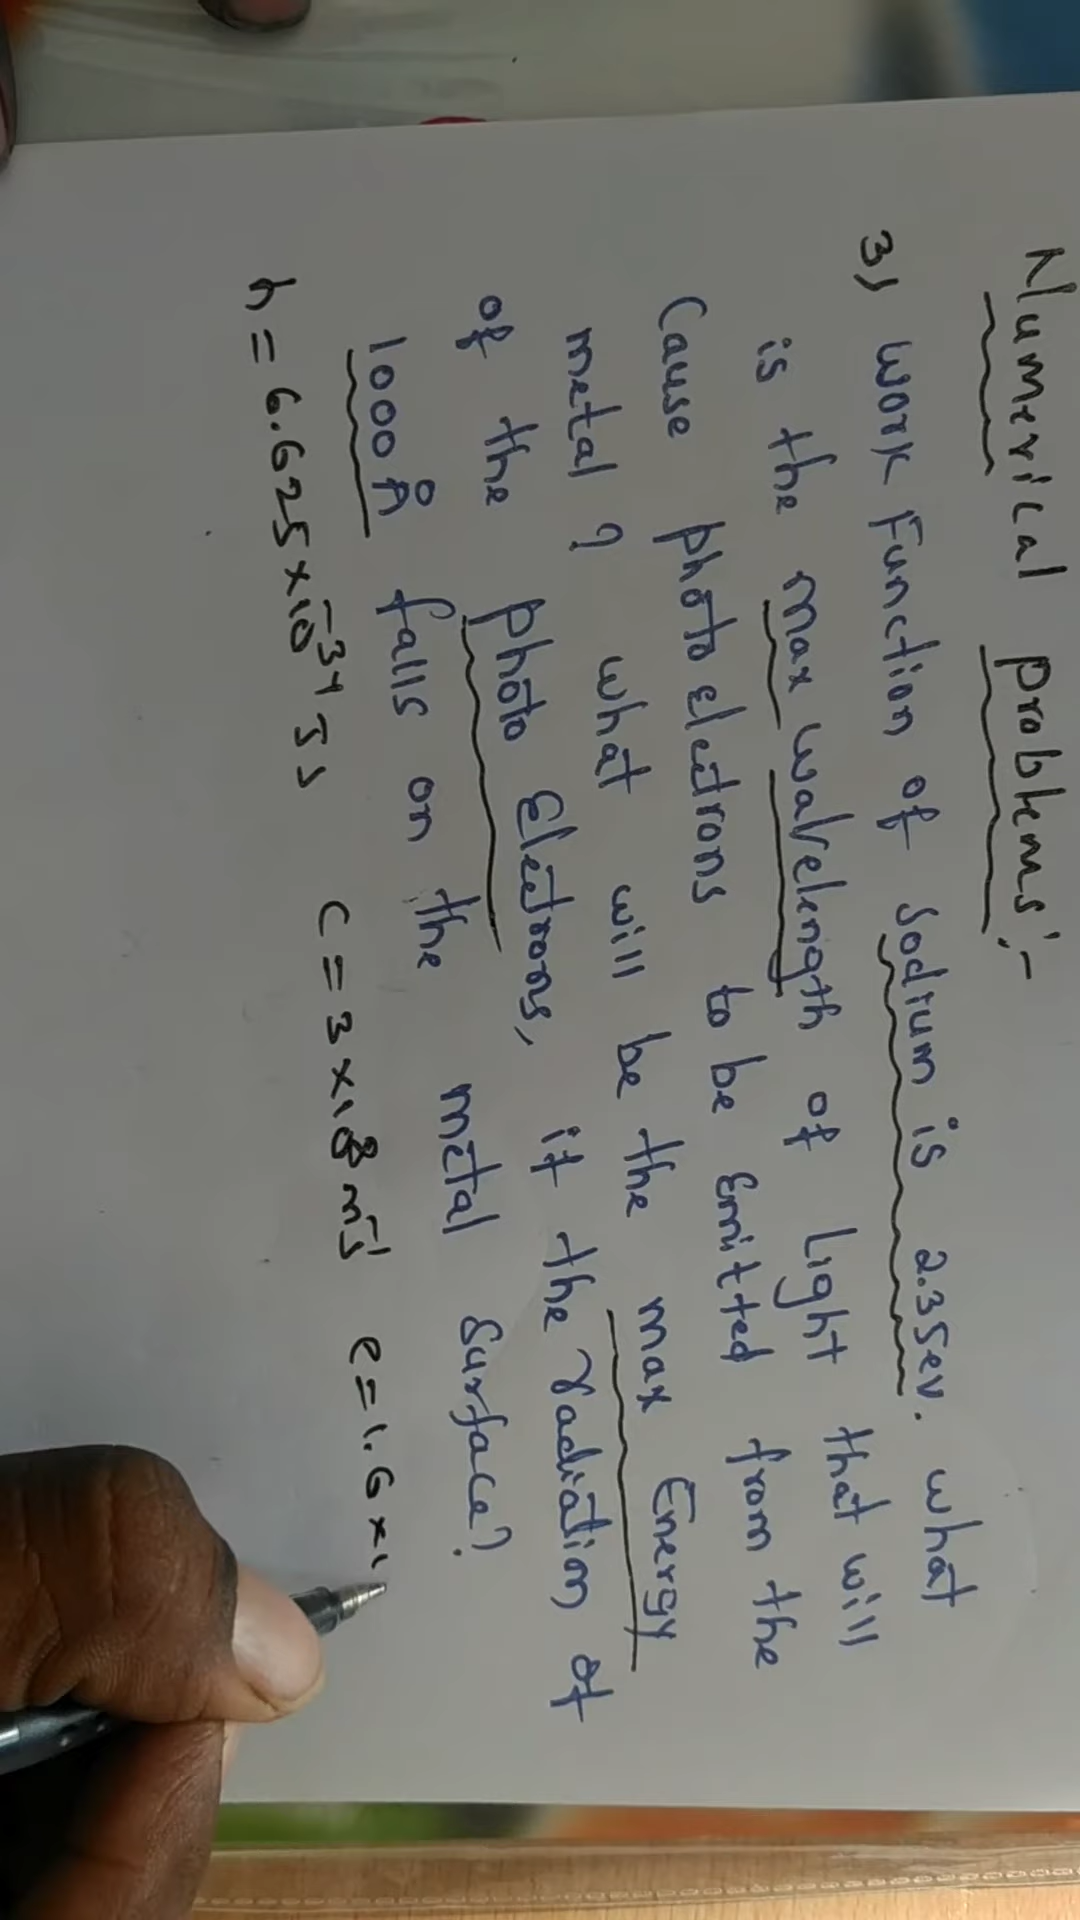 Numerical problems:-
3) Work Function of Sodium is 2.35ev. What
is the max wavelength of Light that will
Cause photo electrons to be Emitted from the
metal? what will be the max Energy
of the photo Electrons, if the radiation of
1000Å falls on the metal Surface?
h = 6.625×10⁻³⁴ Js C = 3×10⁸ ms⁻¹ e = 1.6×1